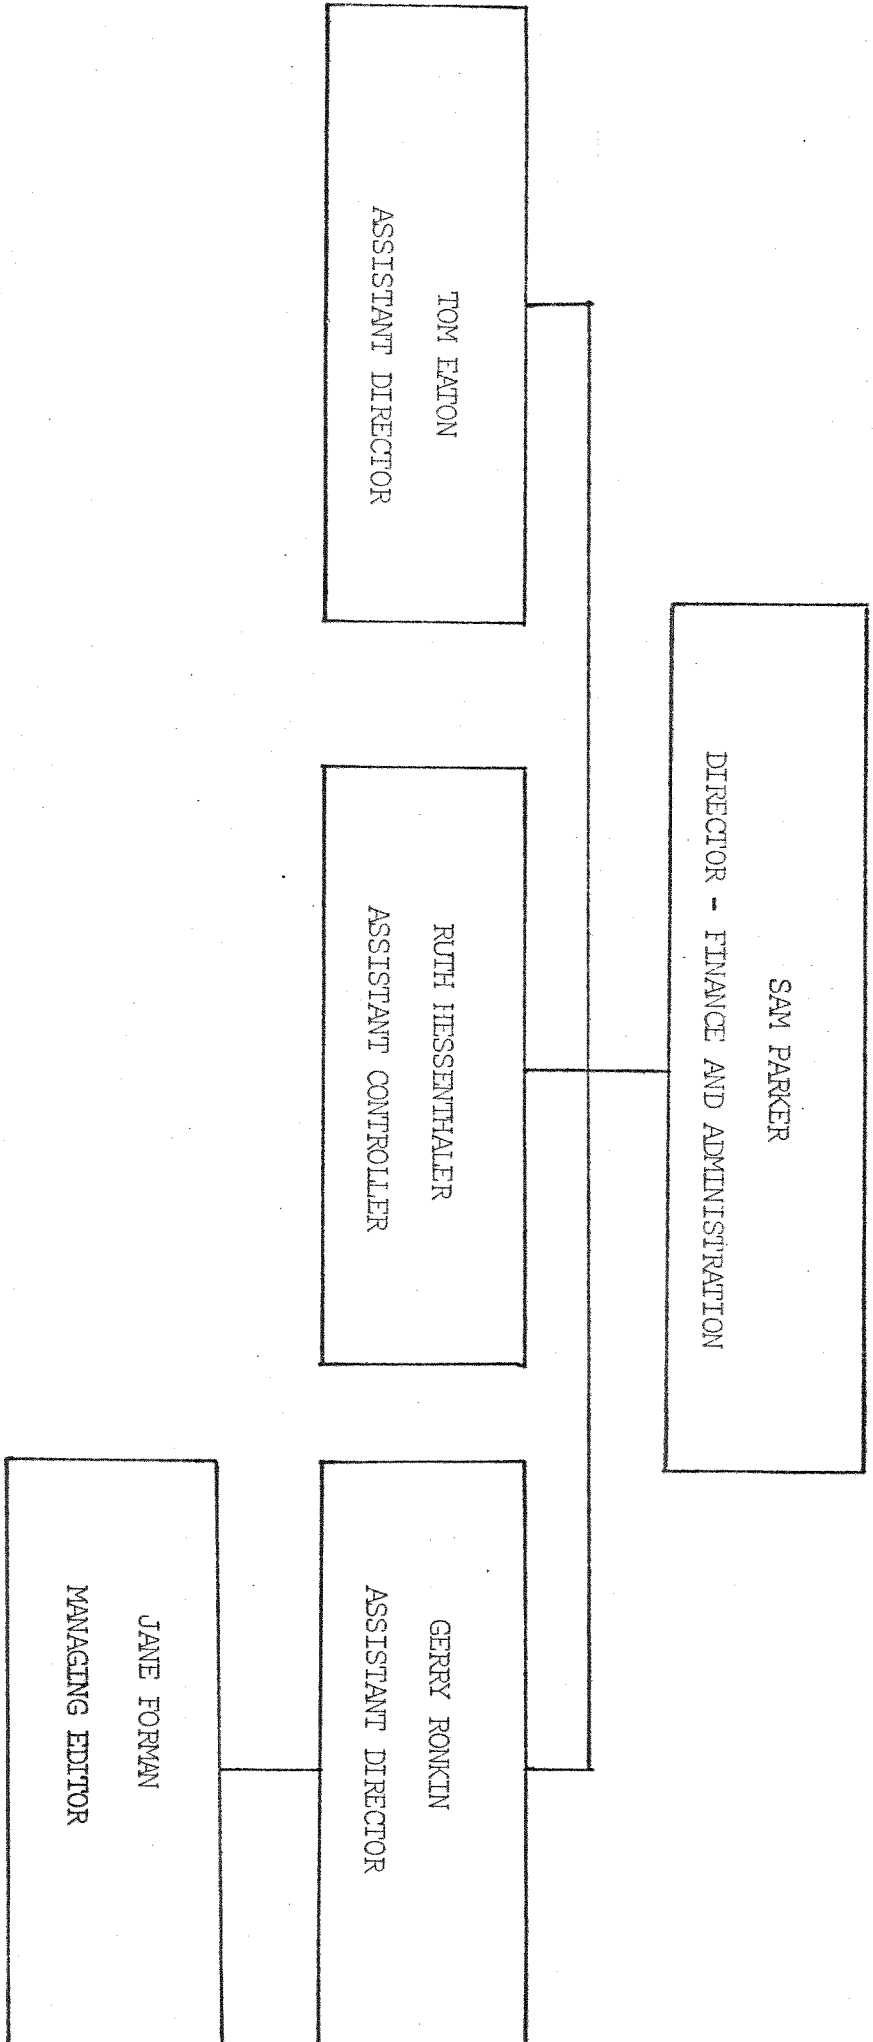 SAM PARKER
DIRECTOR - FINANCE AND ADMINISTRATION
TOM EATON
ASSISTANT DIRECTOR
RUTH HESSENTHALER
ASSISTANT CONTROLLER
GERRY RONKIN
ASSISTANT DIRECTOR
JANE FORMAN
MANAGING EDITOR